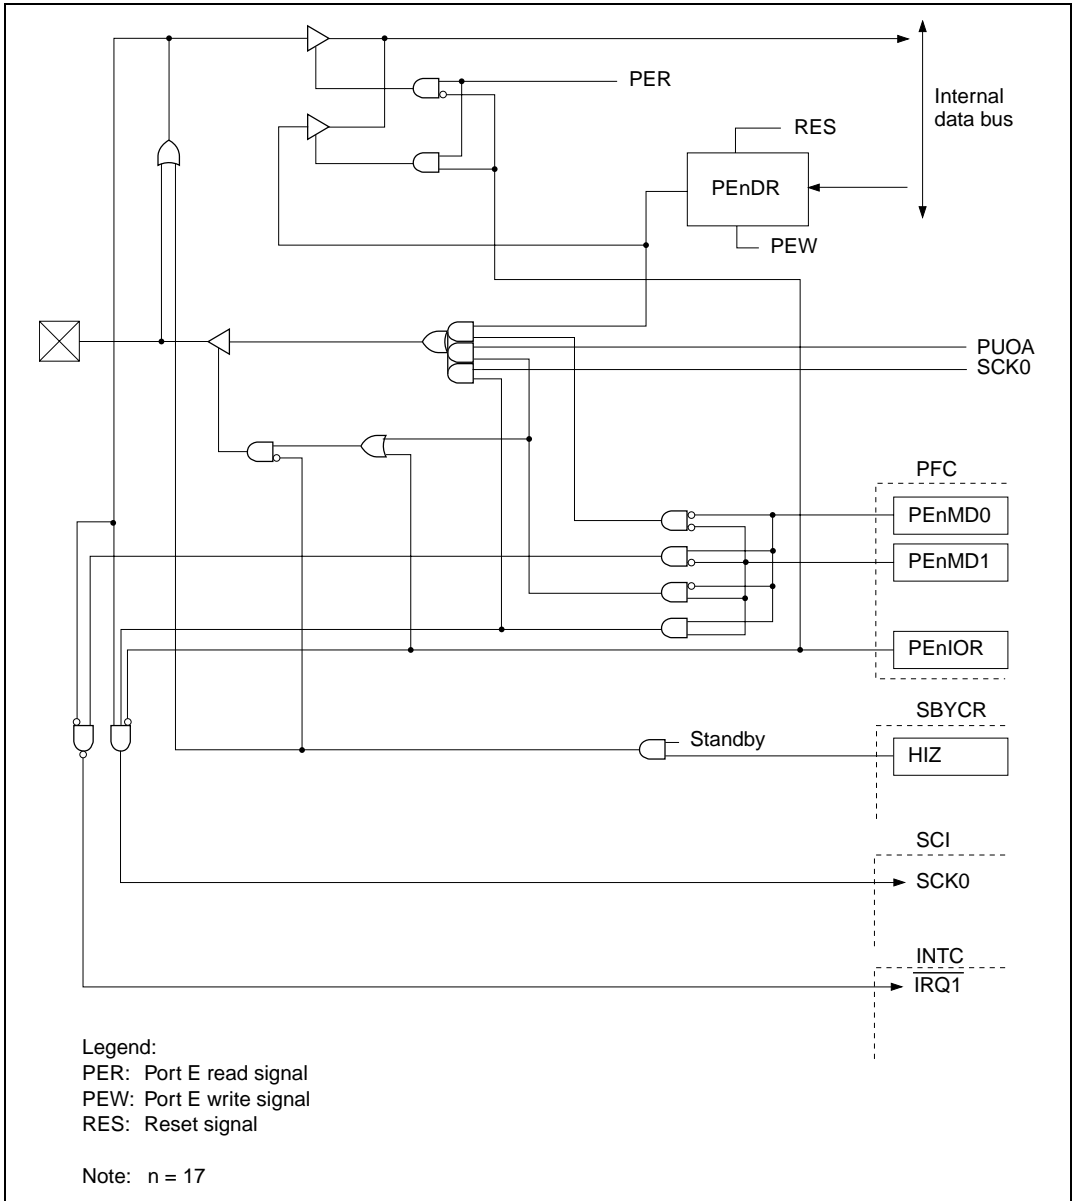 PER
Internal
data bus
RES
PEnDR
PEW
PUOA
SCK0
PFC
PEnMD0
PEnMD1
PEnIOR
SBYCR
Standby
HIZ
SCI
SCK0
INTC
IRQ1
Legend:
PER: Port E read signal
PEW: Port E write signal
RES: Reset signal
Note: n = 17